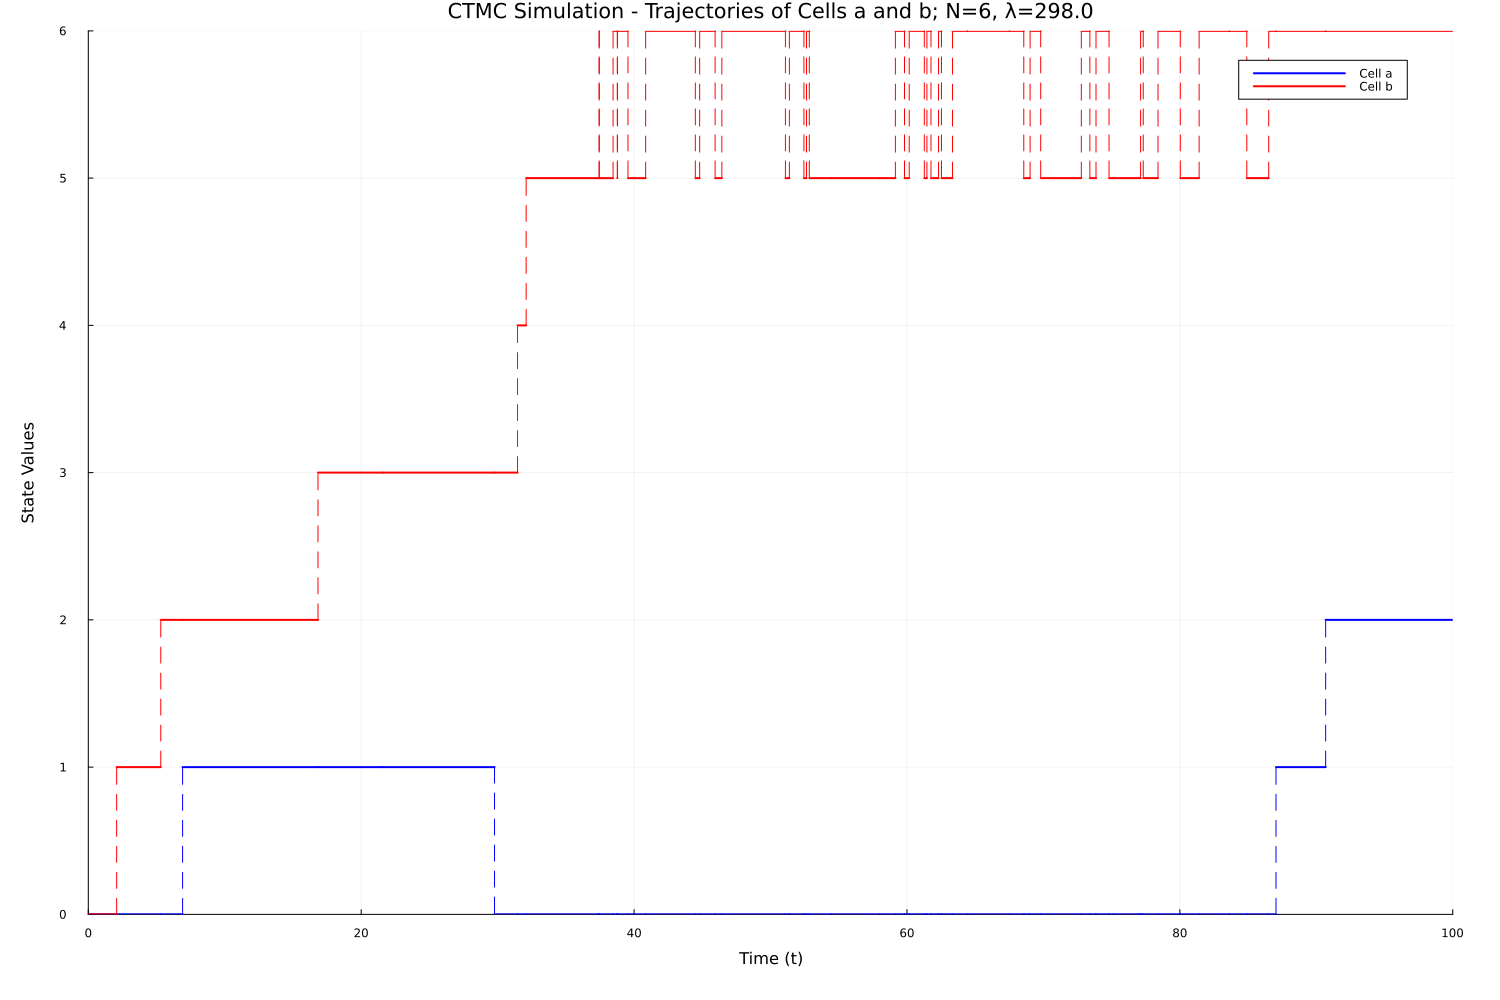 CTMC Simulation - Trajectories of Cells a and b; N=6, λ=298.0
6
Cell a
Cell b
5
4
State Values
3
2
1
0
0 20 40 60 80 100
Time (t)